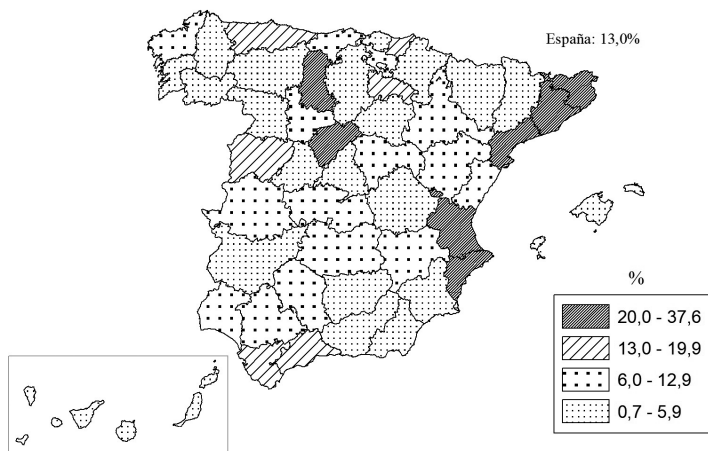 España: 13,0%
%
20,0 - 37,6
13,0 - 19,9
6,0 - 12,9
0,7 - 5,9